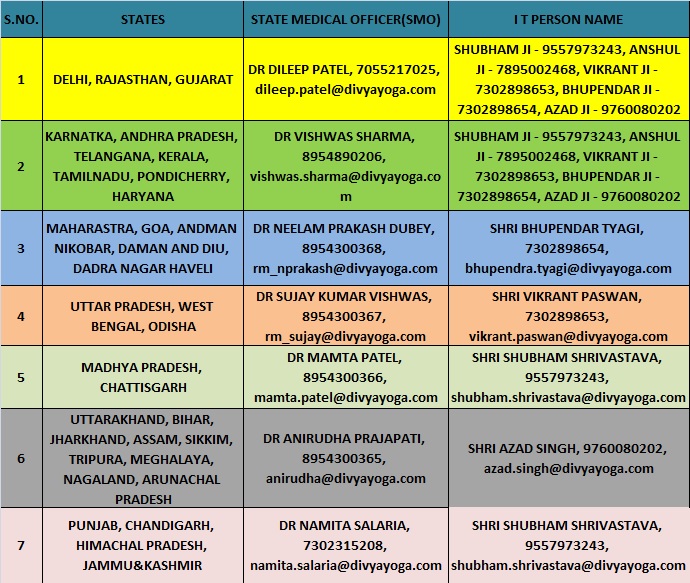 S.NO. STATES STATE MEDICAL OFFICER(SMO) I T PERSON NAME
1
DELHI, RAJASTHAN, GUJARAT
DR DILEEP PATEL, 7055217025,
dileep.patel@divyayoga.com
SHUBHAM JI - 9557973243, ANSHUL
JI - 7895002468, VIKRANT JI -
7302898653, BHUPENDAR JI -
7302898654, AZAD JI - 9760080202
2
KARNATKA, ANDHRA PRADESH,
TELANGANA, KERALA,
TAMILNADU, PONDICHERRY,
HARYANA
DR VISHWAS SHARMA,
8954890206,
vishwas.sharma@divyayoga.co
m
SHUBHAM JI - 9557973243, ANSHUL
JI - 7895002468, VIKRANT JI -
7302898653, BHUPENDAR JI -
7302898654, AZAD JI - 9760080202
3
MAHARASTRA, GOA, ANDMAN
NIKOBAR, DAMAN AND DIU,
DADRA NAGAR HAVELI
DR NEELAM PRAKASH DUBEY,
8954300368,
rm_nprakash@divyayoga.com
SHRI BHUPENDAR TYAGI,
7302898654,
bhupendra.tyagi@divyayoga.com
4
UTTAR PRADESH, WEST
BENGAL, ODISHA
DR SUJAY KUMAR VISHWAS,
8954300367,
rm_sujay@divyayoga.com
SHRI VIKRANT PASWAN,
7302898653,
vikrant.paswan@divyayoga.com
5
MADHYA PRADESH,
CHATTISGARH
DR MAMTA PATEL,
8954300366,
mamta.patel@divyayoga.com
SHRI SHUBHAM SHRIVASTAVA,
9557973243,
shubham.shrivastava@divyayoga.com
6
UTTARAKHAND, BIHAR,
JHARKHAND, ASSAM, SIKKIM,
TRIPURA, MEGHALAYA,
NAGALAND, ARUNACHAL
PRADESH
DR ANIRUDHA PRAJAPATI,
8954300365,
anirudha@divyayoga.com
SHRI AZAD SINGH, 9760080202,
azad.singh@divyayoga.com
7
PUNJAB, CHANDIGARH,
HIMACHAL PRADESH,
JAMMU&KASHMIR
DR NAMITA SALARIA,
7302315208,
namita.salaria@divyayoga.com
SHRI SHUBHAM SHRIVASTAVA,
9557973243,
shubham.shrivastava@divyayoga.com